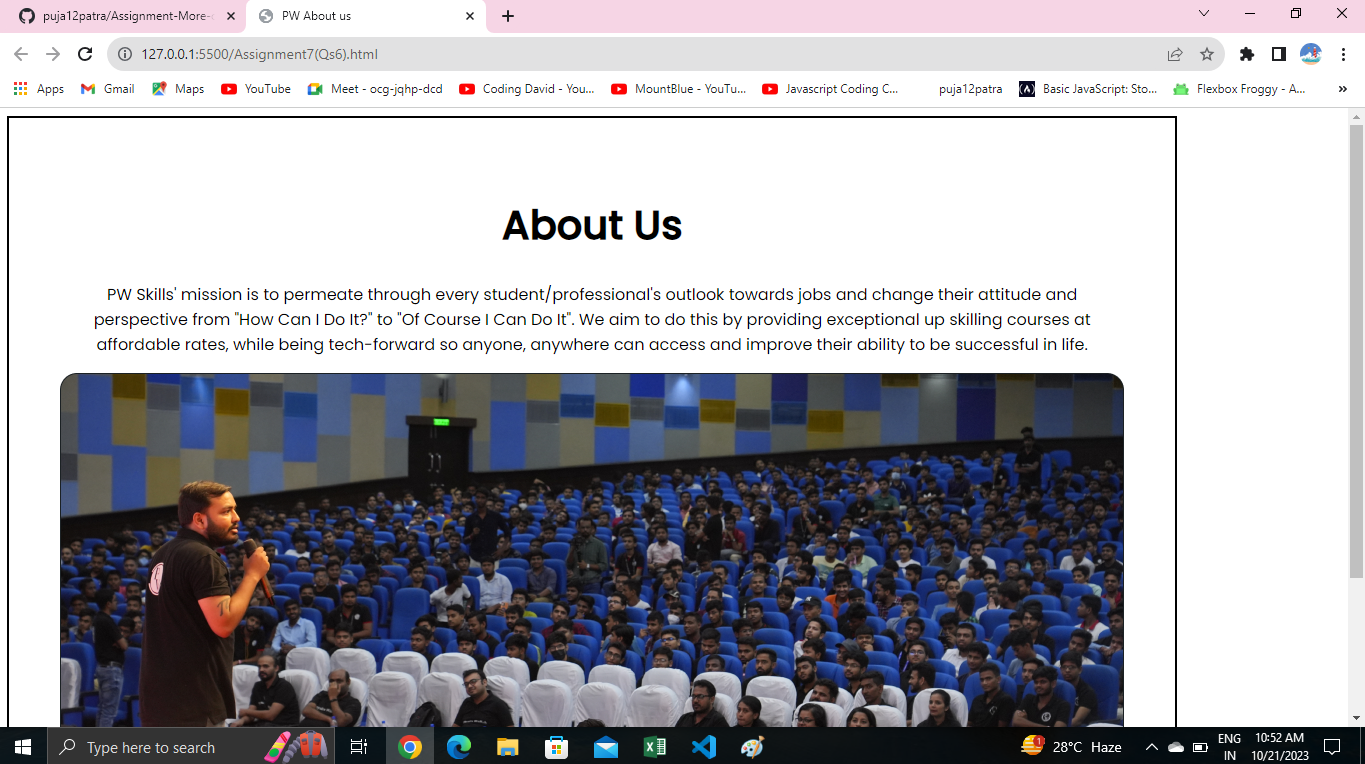 puja12patra/Assignment-More-
PW About us
127.0.0.1:5500/Assignment7(Qs6).html
Apps
Gmail
Maps
YouTube
Meet - ocg-jqhp-dcd
Coding David - You...
MountBlue - YouTu...
Javascript Coding C...
puja12patra
Basic JavaScript: Sto...
Flexbox Froggy - A...
»
About Us
PW Skills' mission is to permeate through every student/professional's outlook towards jobs and change their attitude and
perspective from "How Can I Do It?" to "Of Course I Can Do It". We aim to do this by providing exceptional up skilling courses at
affordable rates, while being tech-forward so anyone, anywhere can access and improve their ability to be successful in life.
Type here to search
1
28°C Haze
ENG
IN
10:52 AM
10/21/2023